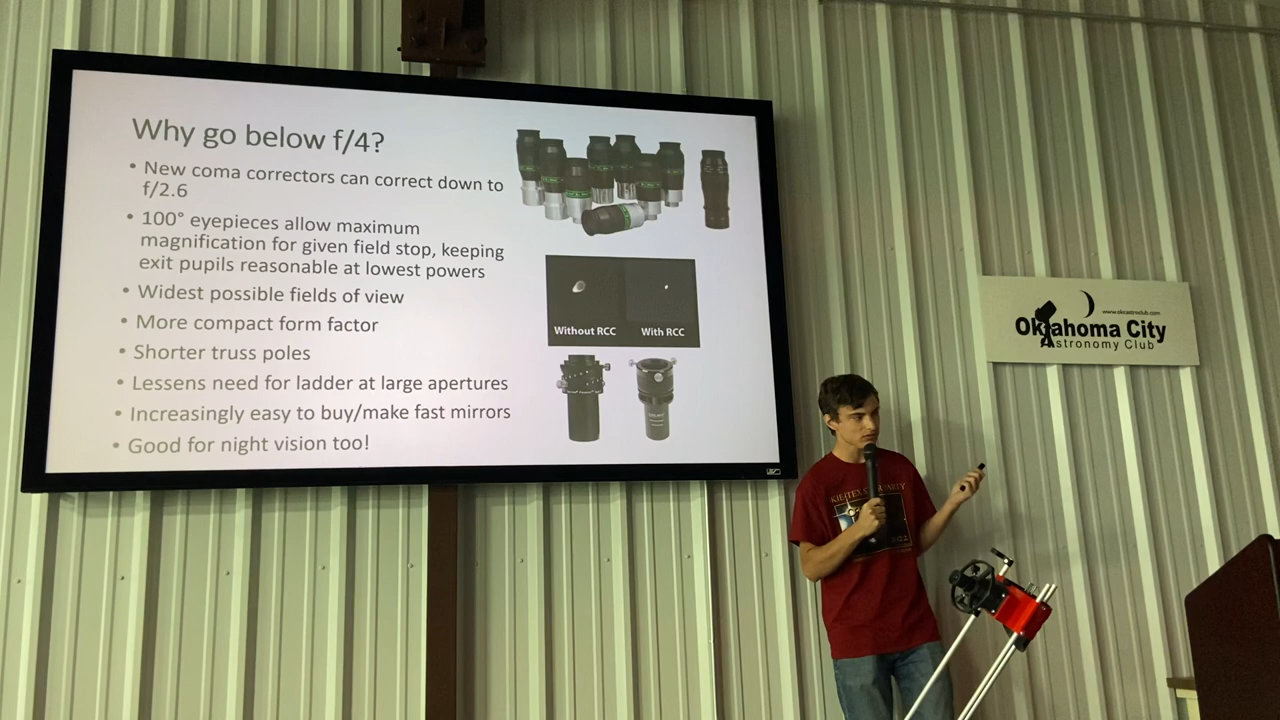 Why go below f/4?
• New coma correctors can correct down to
f/2.6
• 100° eyepieces allow maximum
magnification for given field stop, keeping
exit pupils reasonable at lowest powers
• Widest possible fields of view
• More compact form factor
• Shorter truss poles
• Lessens need for ladder at large apertures
• Increasingly easy to buy/make fast mirrors
• Good for night vision too!
Without RCC
With RCC
www.okcastroclub.com
Oklahoma City
Astronomy Club